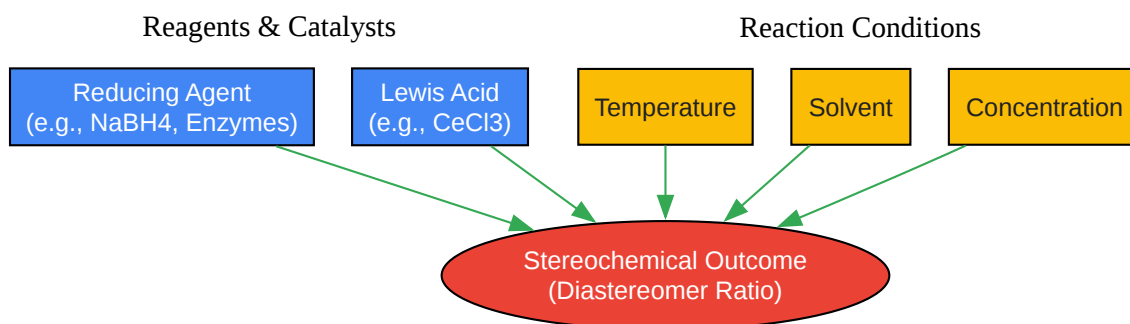 Reagents & Catalysts
Reaction Conditions
Reducing Agent
(e.g., NaBH4, Enzymes)
Lewis Acid
(e.g., CeCl3)
Temperature
Solvent
Concentration
Stereochemical Outcome
(Diastereomer Ratio)